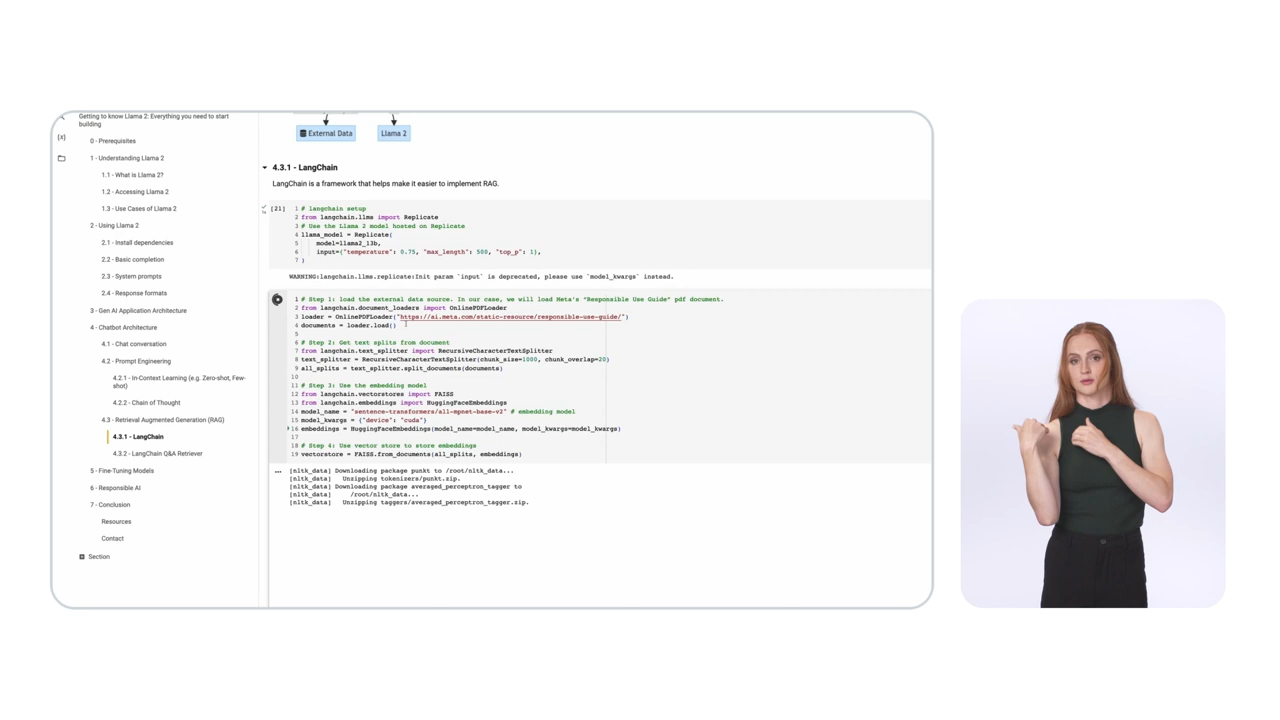 Getting to know Llama 2: Everything you need to start
building
[x]
0 - Prerequisites
1 - Understanding Llama 2
1.1 - What is Llama 2?
1.2 - Accessing Llama 2
1.3 - Use Cases of Llama 2
2 - Using Llama 2
2.1 - Install dependencies
2.2 - Basic completion
2.3 - System prompts
2.4 - Response formats
3 - Gen AI Application Architecture
4 - Chatbot Architecture
4.1 - Chat conversation
4.2 - Prompt Engineering
4.2.1 - In-Context Learning (e.g. Zero-shot, Few-
shot)
4.2.2 - Chain of Thought
4.3 - Retrieval Augmented Generation (RAG)
4.3.1 - LangChain
4.3.2 - LangChain Q&A Retriever
5 - Fine-Tuning Models
6 - Responsible AI
7 - Conclusion
Resources
Contact
Section
External Data
Llama 2
4.3.1 - LangChain
LangChain is a framework that helps make it easier to implement RAG.
[21]
1 # langchain setup
2 from langchain.llms import Replicate
3 # Use the Llama 2 model hosted on Replicate
4 llama_model = Replicate(
5 model=llama2_13b,
6 input={"temperature": 0.75, "max_length": 500, "top_p": 1},
7 )
WARNING:langchain.llms.replicate:Init param `input` is deprecated, please use `model_kwargs` instead.
1 # Step 1: load the external data source. In our case, we will load Meta's "Responsible Use Guide" pdf document.
2 from langchain.document_loaders import OnlinePDFLoader
3 loader = OnlinePDFLoader("https://ai.meta.com/static-resource/responsible-use-guide/")
4 documents = loader.load()
5
6 # Step 2: Get text splits from document
7 from langchain.text_splitter import RecursiveCharacterTextSplitter
8 text_splitter = RecursiveCharacterTextSplitter(chunk_size=1000, chunk_overlap=20)
9 all_splits = text_splitter.split_documents(documents)
10
11 # Step 3: Use the embedding model
12 from langchain.vectorstores import FAISS
13 from langchain.embeddings import HuggingFaceEmbeddings
14 model_name = "sentence-transformers/all-mpnet-base-v2" # embedding model
15 model_kwargs = {"device": "cuda"}
16 embeddings = HuggingFaceEmbeddings(model_name=model_name, model_kwargs=model_kwargs)
17
18 # Step 4: Use vector store to store embeddings
19 vectorstore = FAISS.from_documents(all_splits, embeddings)
... [nltk_data] Downloading package punkt to /root/nltk_data...
[nltk_data] Unzipping tokenizers/punkt.zip.
[nltk_data] Downloading package averaged_perceptron_tagger to
[nltk_data] /root/nltk_data...
[nltk_data] Unzipping taggers/averaged_perceptron_tagger.zip.